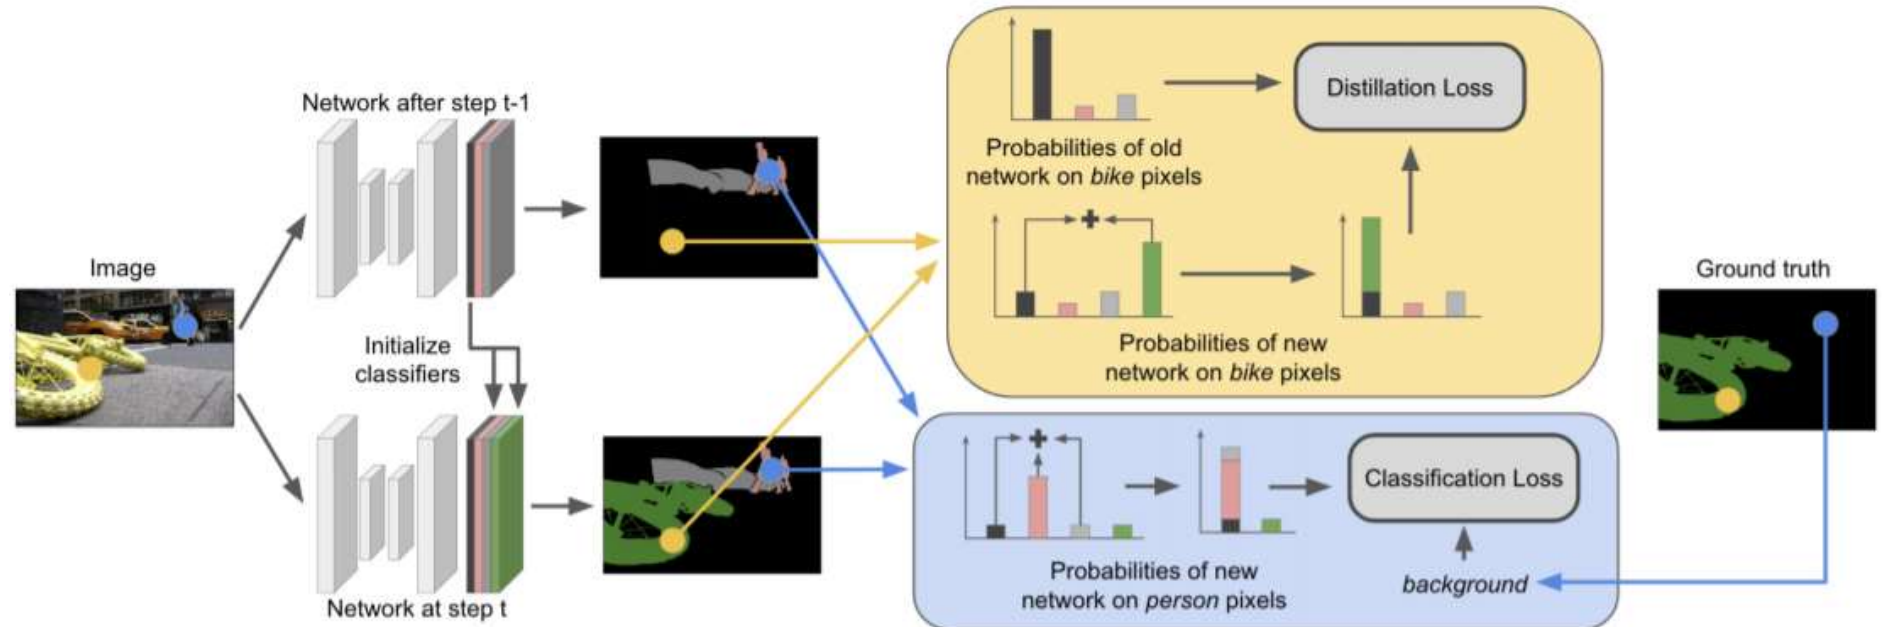 Network after step t-1
Image
Initialize
classifiers
Network at step t
Probabilities of old
network on bike pixels
Distillation Loss
Probabilities of new
network on bike pixels
Probabilities of new
network on person pixels
Classification Loss
background
Ground truth